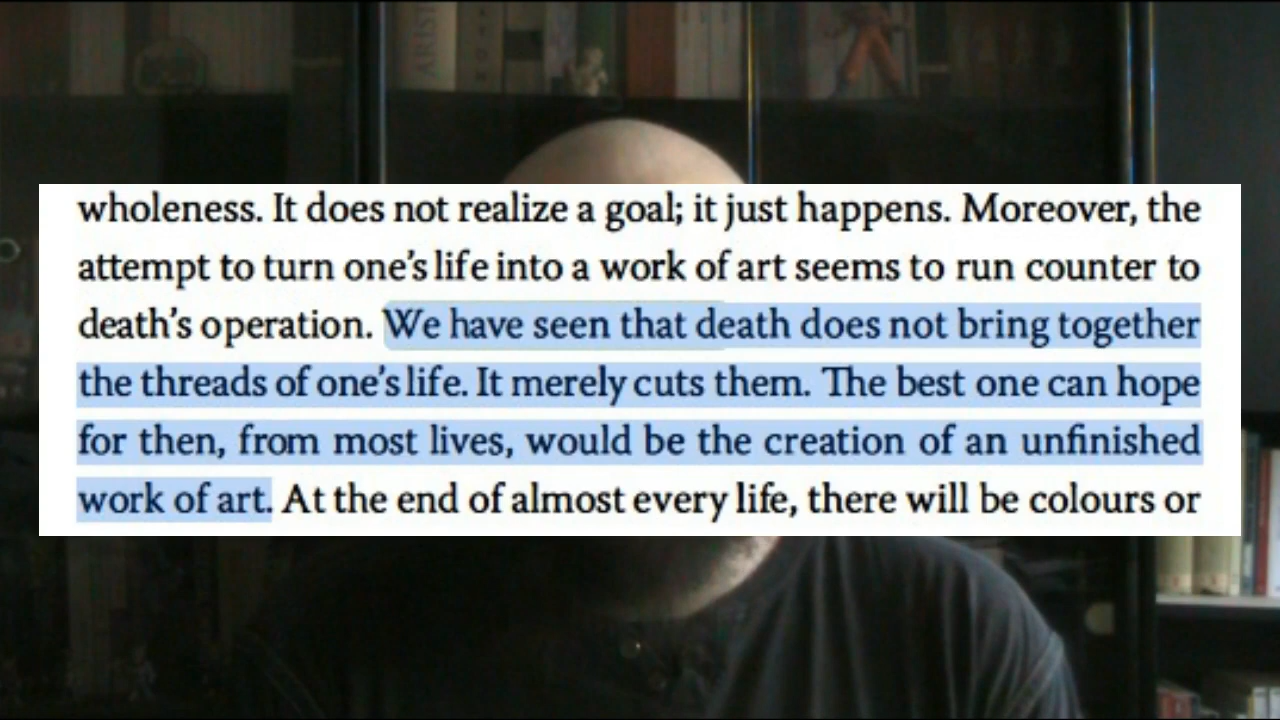 wholeness. It does not realize a goal; it just happens. Moreover, the
attempt to turn one's life into a work of art seems to run counter to
death's operation. We have seen that death does not bring together
the threads of one's life. It merely cuts them. The best one can hope
for then, from most lives, would be the creation of an unfinished
work of art. At the end of almost every life, there will be colours or